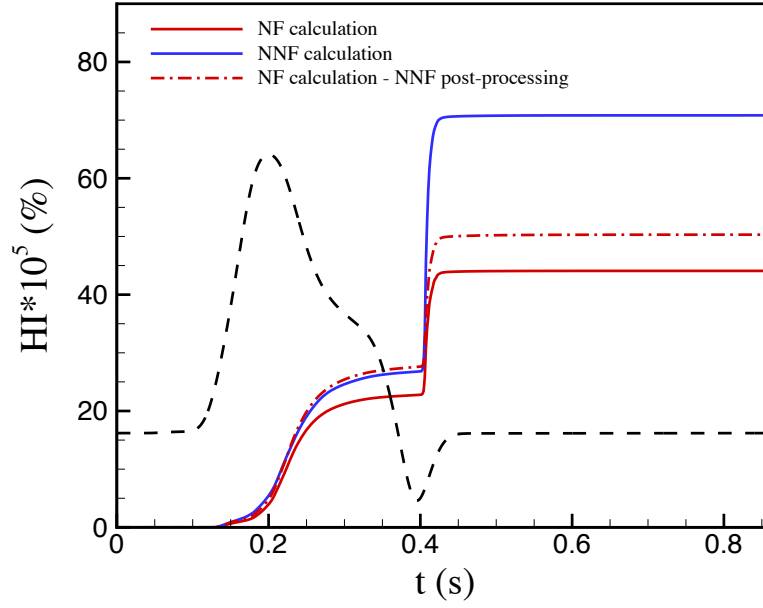 NF calculation
NNF calculation
NF calculation - NNF post-processing
HI*10^5 (%)
80
60
40
20
0
0 0.2 0.4 0.6 0.8
t (s)